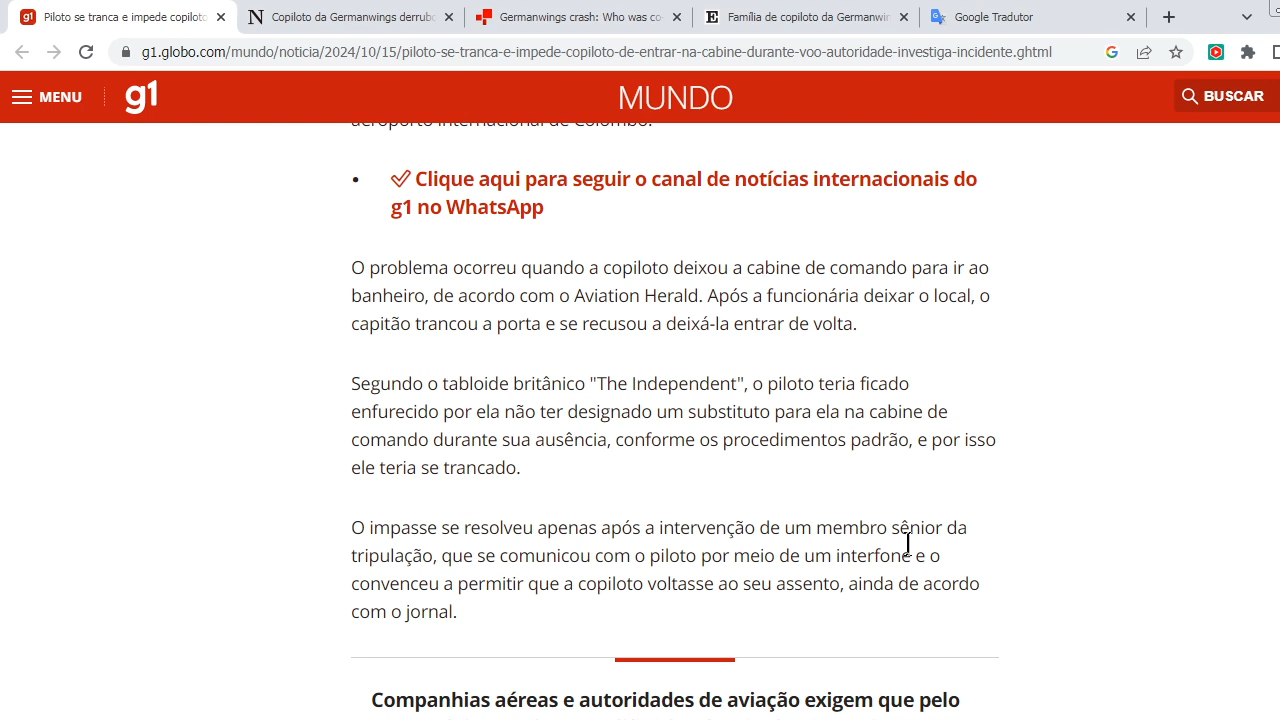 Piloto se tranca e impede copiloto
Copiloto da Germanwings derrub
Germanwings crash: Who was co
Família de copiloto da Germanwin
Google Tradutor
g1.globo.com/mundo/noticia/2024/10/15/piloto-se-tranca-e-impede-copiloto-de-entrar-na-cabine-durante-voo-autoridade-investiga-incidente.ghtml
MENU
g1
MUNDO
BUSCAR
aeroporto internacional de Colombo.
• Clique aqui para seguir o canal de notícias internacionais do
g1 no WhatsApp
O problema ocorreu quando a copiloto deixou a cabine de comando para ir ao
banheiro, de acordo com o Aviation Herald. Após a funcionária deixar o local, o
capitão trancou a porta e se recusou a deixá-la entrar de volta.
Segundo o tabloide britânico "The Independent", o piloto teria ficado
enfurecido por ela não ter designado um substituto para ela na cabine de
comando durante sua ausência, conforme os procedimentos padrão, e por isso
ele teria se trancado.
O impasse se resolveu apenas após a intervenção de um membro sênior da
tripulação, que se comunicou com o piloto por meio de um interfone e o
convenceu a permitir que a copiloto voltasse ao seu assento, ainda de acordo
com o jornal.
Companhias aéreas e autoridades de aviação exigem que pelo